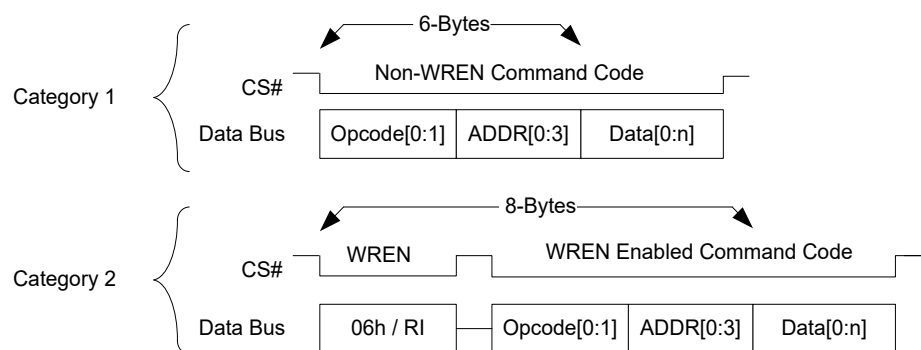 6-Bytes
Non-WREN Command Code
CS#
Category 1
Data Bus
Opcode[0:1] ADDR[0:3] Data[0:n]
8-Bytes
WREN WREN Enabled Command Code
CS#
Category 2
Data Bus
06h / RI Opcode[0:1] ADDR[0:3] Data[0:n]